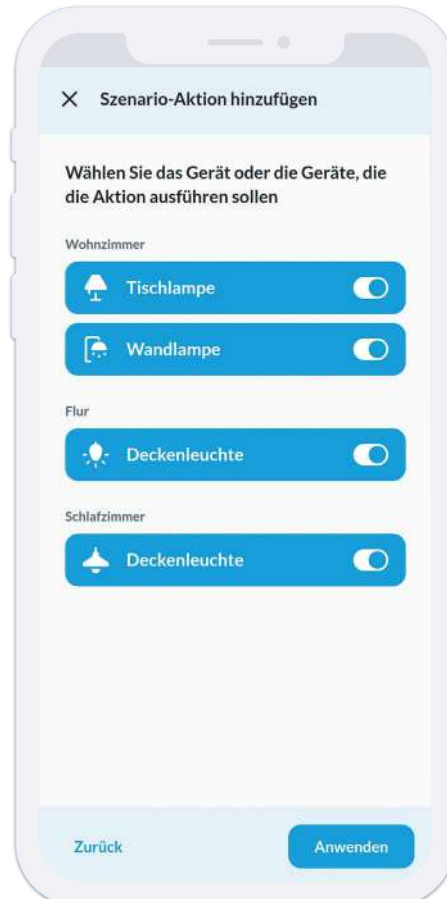 Szenario-Aktion hinzufügen
Wählen Sie das Gerät oder die Geräte, die
die Aktion ausführen sollen
Wohnzimmer
Tischlampe
Wandlampe
Flur
Deckenleuchte
Schlafzimmer
Deckenleuchte
Zurück
Anwenden